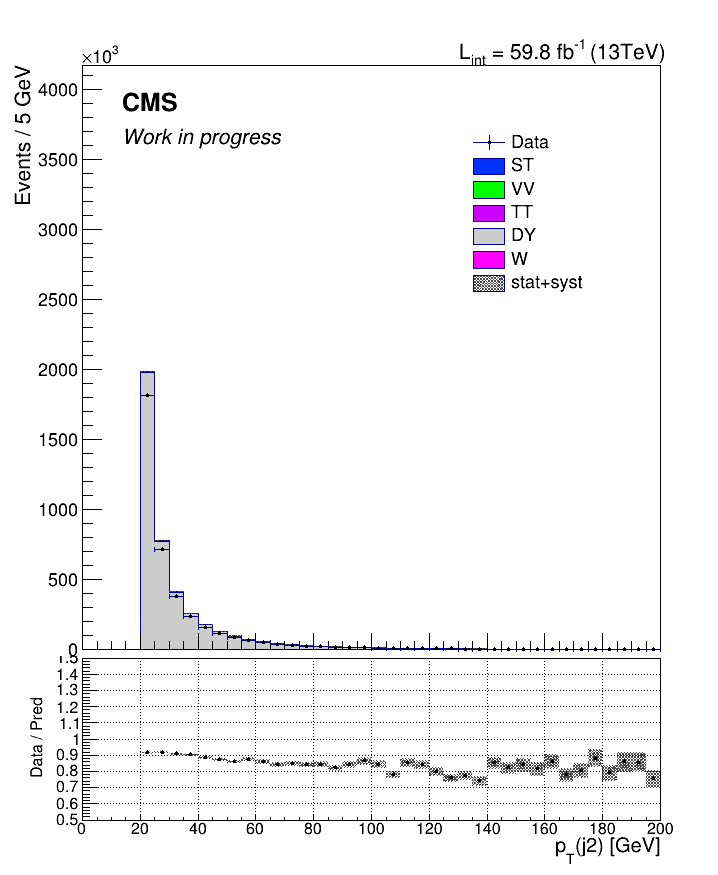 ×10³
L_int = 59.8 fb⁻¹ (13TeV)
Events / 5 GeV
CMS
Work in progress
Data
ST
VV
TT
DY
W
stat+syst
4000
3500
3000
2500
2000
1500
1000
500
0
Data / Pred
1.5
1.4
1.3
1.2
1.1
1
0.9
0.8
0.7
0.6
0.5
0 20 40 60 80 100 120 140 160 180 200
p_T(j2) [GeV]